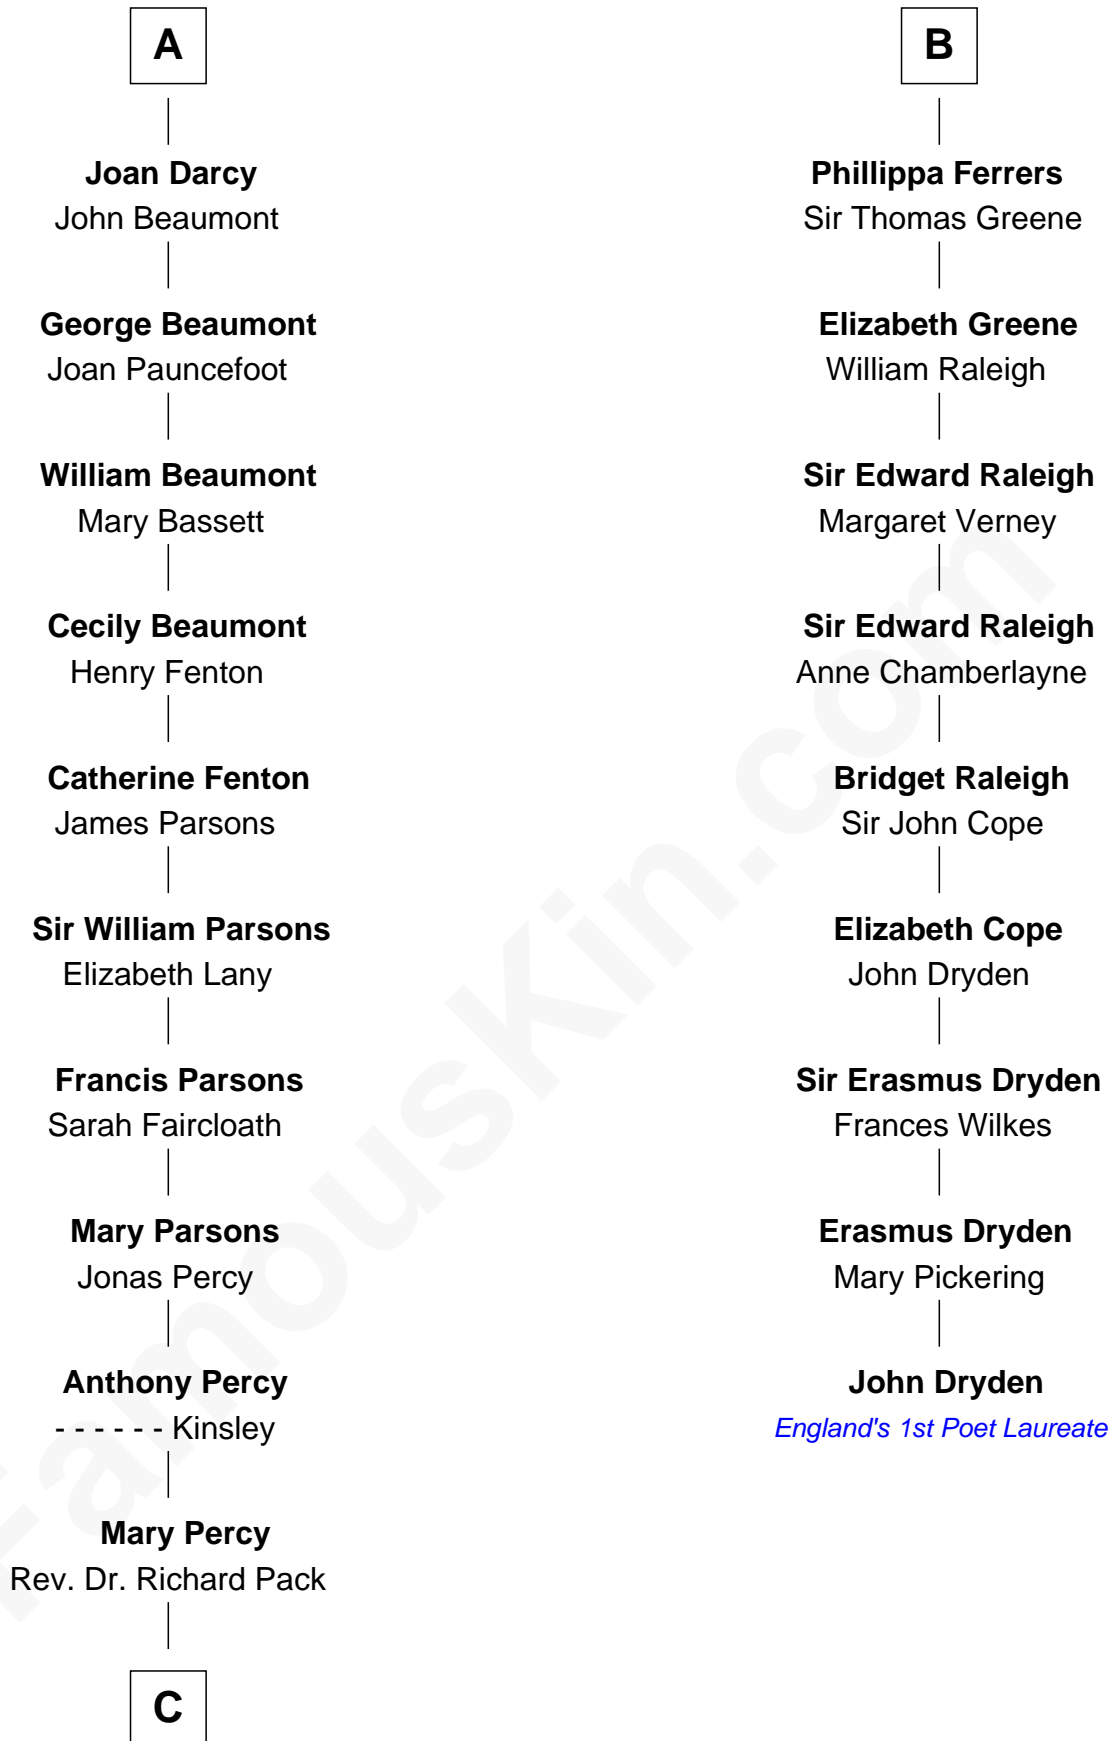 A
Joan Darcy
John Beaumont
George Beaumont
Joan Pauncefoot
William Beaumont
Mary Bassett
Cecily Beaumont
Henry Fenton
Catherine Fenton
James Parsons
Sir William Parsons
Elizabeth Lany
Francis Parsons
Sarah Faircloath
Mary Parsons
Jonas Percy
Anthony Percy
- - - - - - Kinsley
Mary Percy
Rev. Dr. Richard Pack
C
B
Phillippa Ferrers
Sir Thomas Greene
Elizabeth Greene
William Raleigh
Sir Edward Raleigh
Margaret Verney
Sir Edward Raleigh
Anne Chamberlayne
Bridget Raleigh
Sir John Cope
Elizabeth Cope
John Dryden
Sir Erasmus Dryden
Frances Wilkes
Erasmus Dryden
Mary Pickering
John Dryden
England's 1st Poet Laureate
FamousKin.com